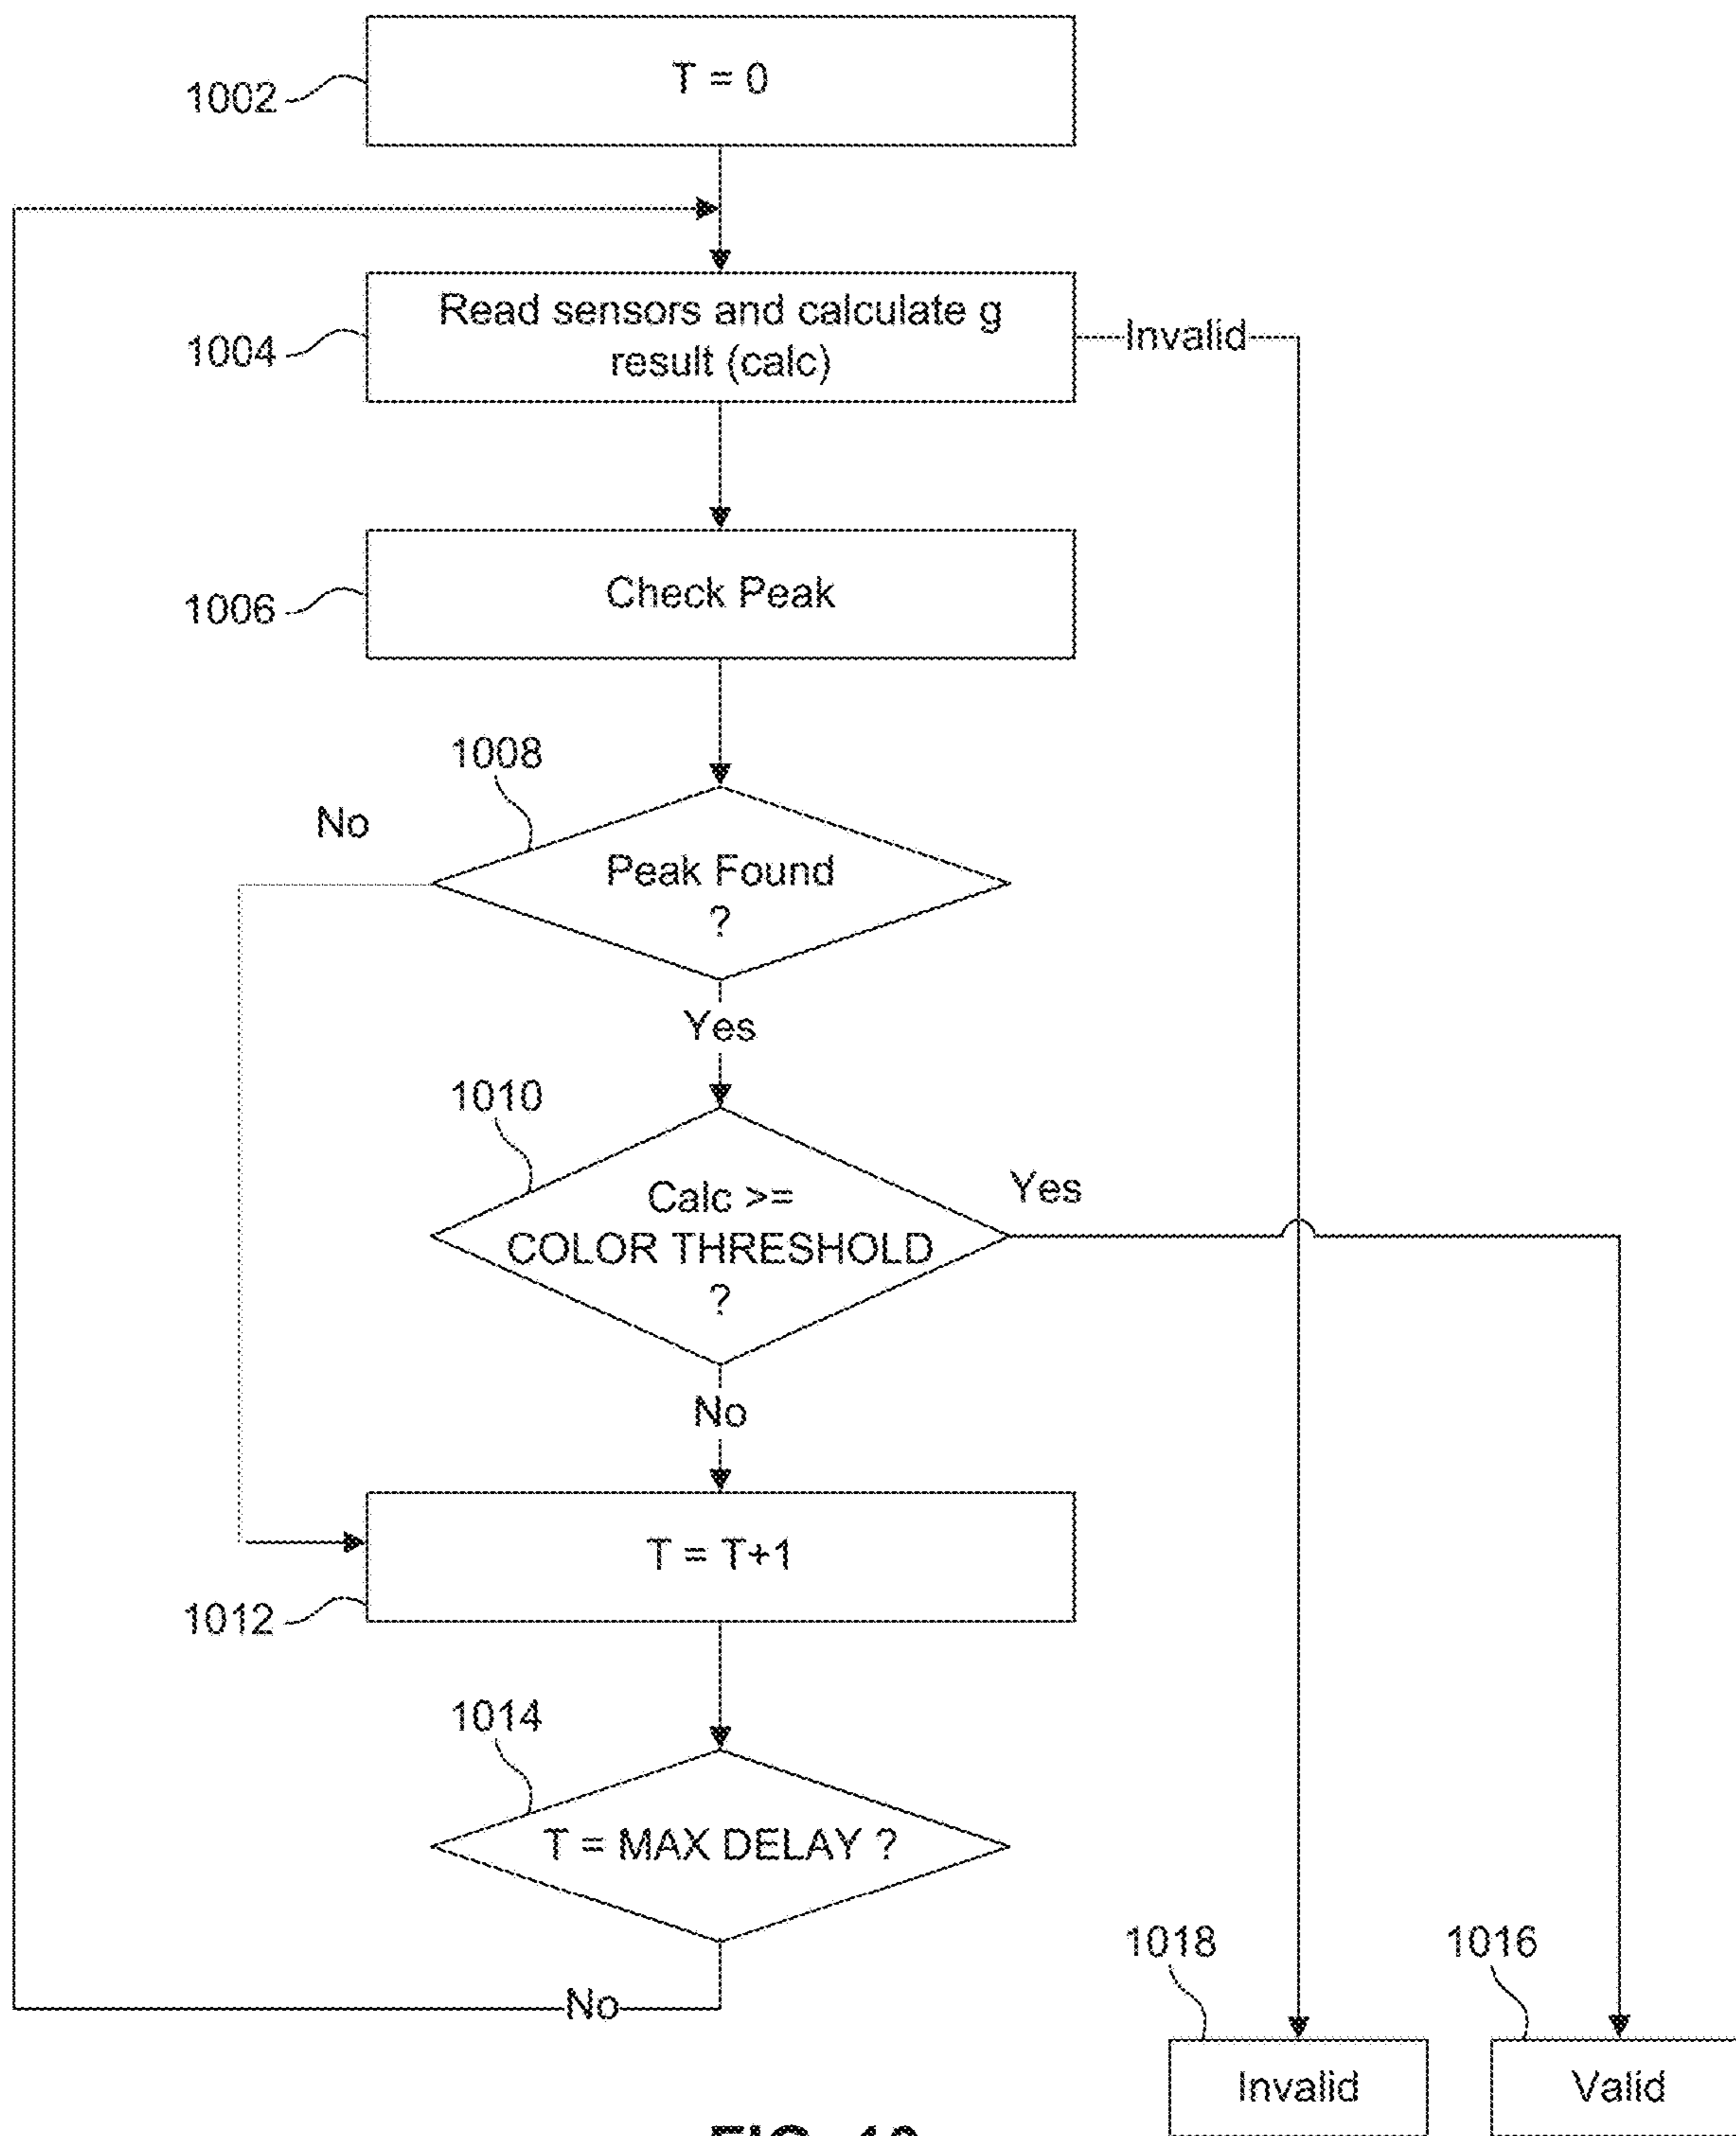 T = 0
1002
Read sensors and calculate g
result (calc)
1004
Invalid
Check Peak
1006
1008
No
Peak Found
?
Yes
1010
Calc >=
COLOR THRESHOLD
?
Yes
No
T = T+1
1012
1014
T = MAX DELAY ?
No
1018
1016
Invalid
Valid